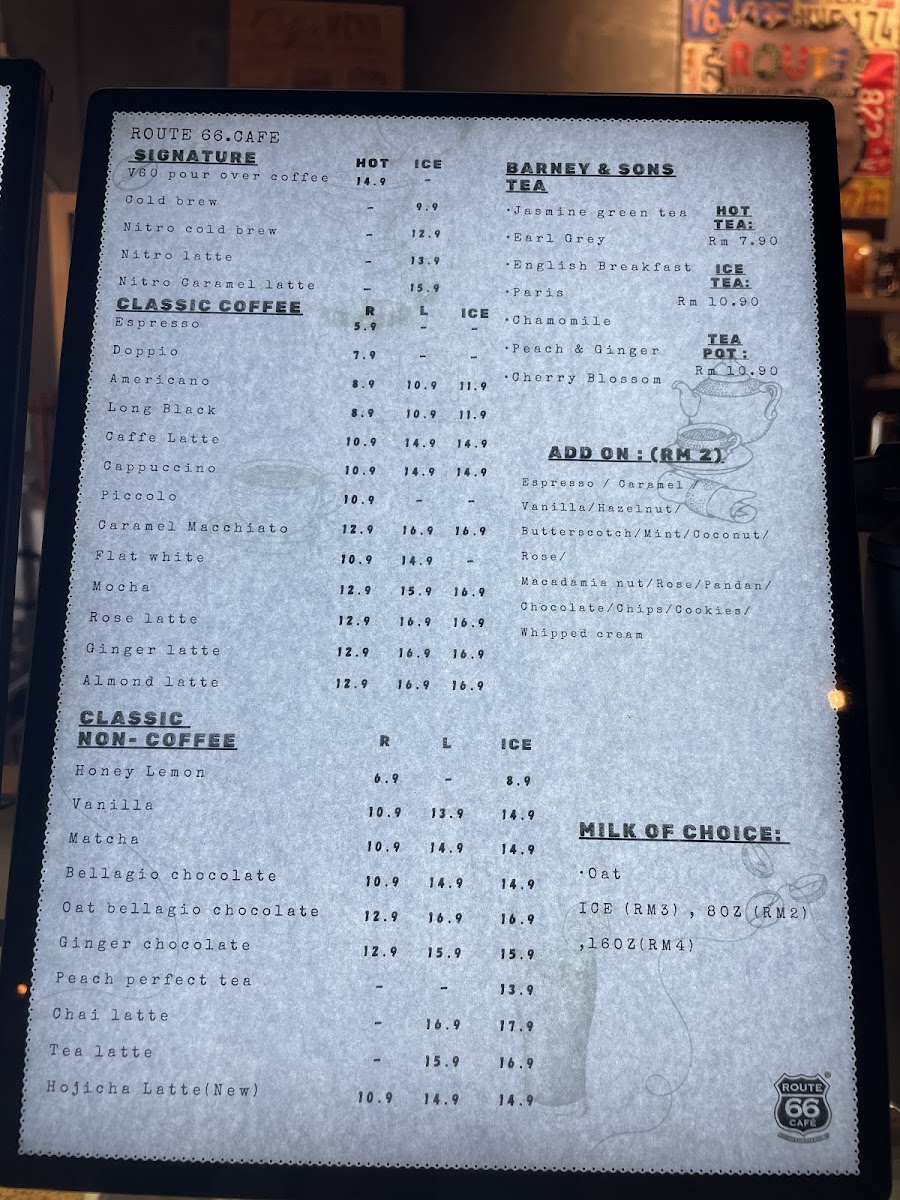 ROUTE 66.CAFE
SIGNATURE HOT ICE
V60 pour over coffee 14.9 -
Cold brew - 9.9
Nitro cold brew - 12.9
Nitro latte - 13.9
Nitro Caramel latte - 15.9
CLASSIC COFFEE R L ICE
Espresso 5.9 - -
Doppio 7.9 - -
Americano 8.9 10.9 11.9
Long Black 8.9 10.9 11.9
Caffe Latte 10.9 14.9 14.9
Cappuccino 10.9 14.9 14.9
Piccolo 10.9 - -
Caramel Macchiato 12.9 16.9 16.9
Flat white 10.9 14.9 -
Mocha 12.9 15.9 16.9
Rose latte 12.9 16.9 16.9
Ginger latte 12.9 16.9 16.9
Almond latte 12.9 16.9 16.9
CLASSIC
NON- COFFEE R L ICE
Honey Lemon 6.9 - 8.9
Vanilla 10.9 13.9 14.9
Matcha 10.9 14.9 14.9
Bellagio chocolate 10.9 14.9 14.9
Oat bellagio chocolate 12.9 16.9 16.9
Ginger chocolate 12.9 15.9 15.9
Peach perfect tea - - 13.9
Chai latte - 16.9 17.9
Tea latte - 15.9 16.9
Hojicha Latte(New) 10.9 14.9 14.9
BARNEY & SONS
TEA
·Jasmine green tea
·Earl Grey
·English Breakfast
·Paris
·Chamomile
·Peach & Ginger
·Cherry Blossom
HOT
TEA:
Rm 7.90
ICE
TEA:
Rm 10.90
TEA
POT :
Rm 10.90
ADD ON : (RM 2)
Espresso / Caramel /
Vanilla/Hazelnut/
Butterscotch/Mint/Coconut/
Rose/
Macadamia nut/Rose/Pandan/
Chocolate/Chips/Cookies/
Whipped cream
MILK OF CHOICE:
·Oat
ICE (RM3) , 8OZ (RM2)
,16OZ(RM4)
ROUTE
66
CAFÉ
ROUTE
822